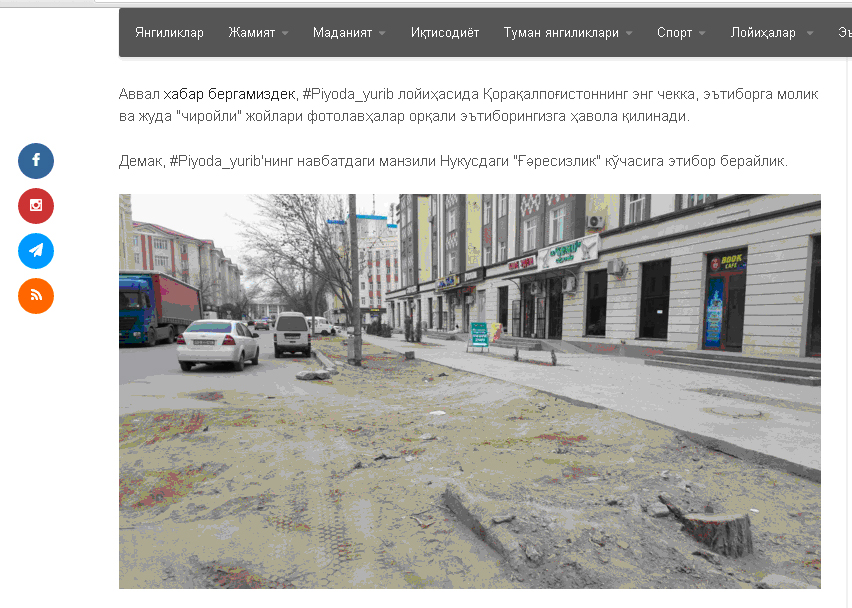 Янгиликлар Жамият Маданият Иқтисодиёт Туман янгиликлари Спорт Лойиҳалар
Аввал хабар бергамиздек, #Piyoda_yurib лойиҳасида Қорақалпоғистоннинг энг чекка, эътиборга молик
ва жуда "чиройли" жойлари фотолавҳалар орқали эътиборингизга ҳавола қилинади.
Демак, #Piyoda_yurib'нинг навбатдаги манзили Нукусдаги "Ғәресизлик" кўчасига этибор берайлик.
BOOK
CAFE